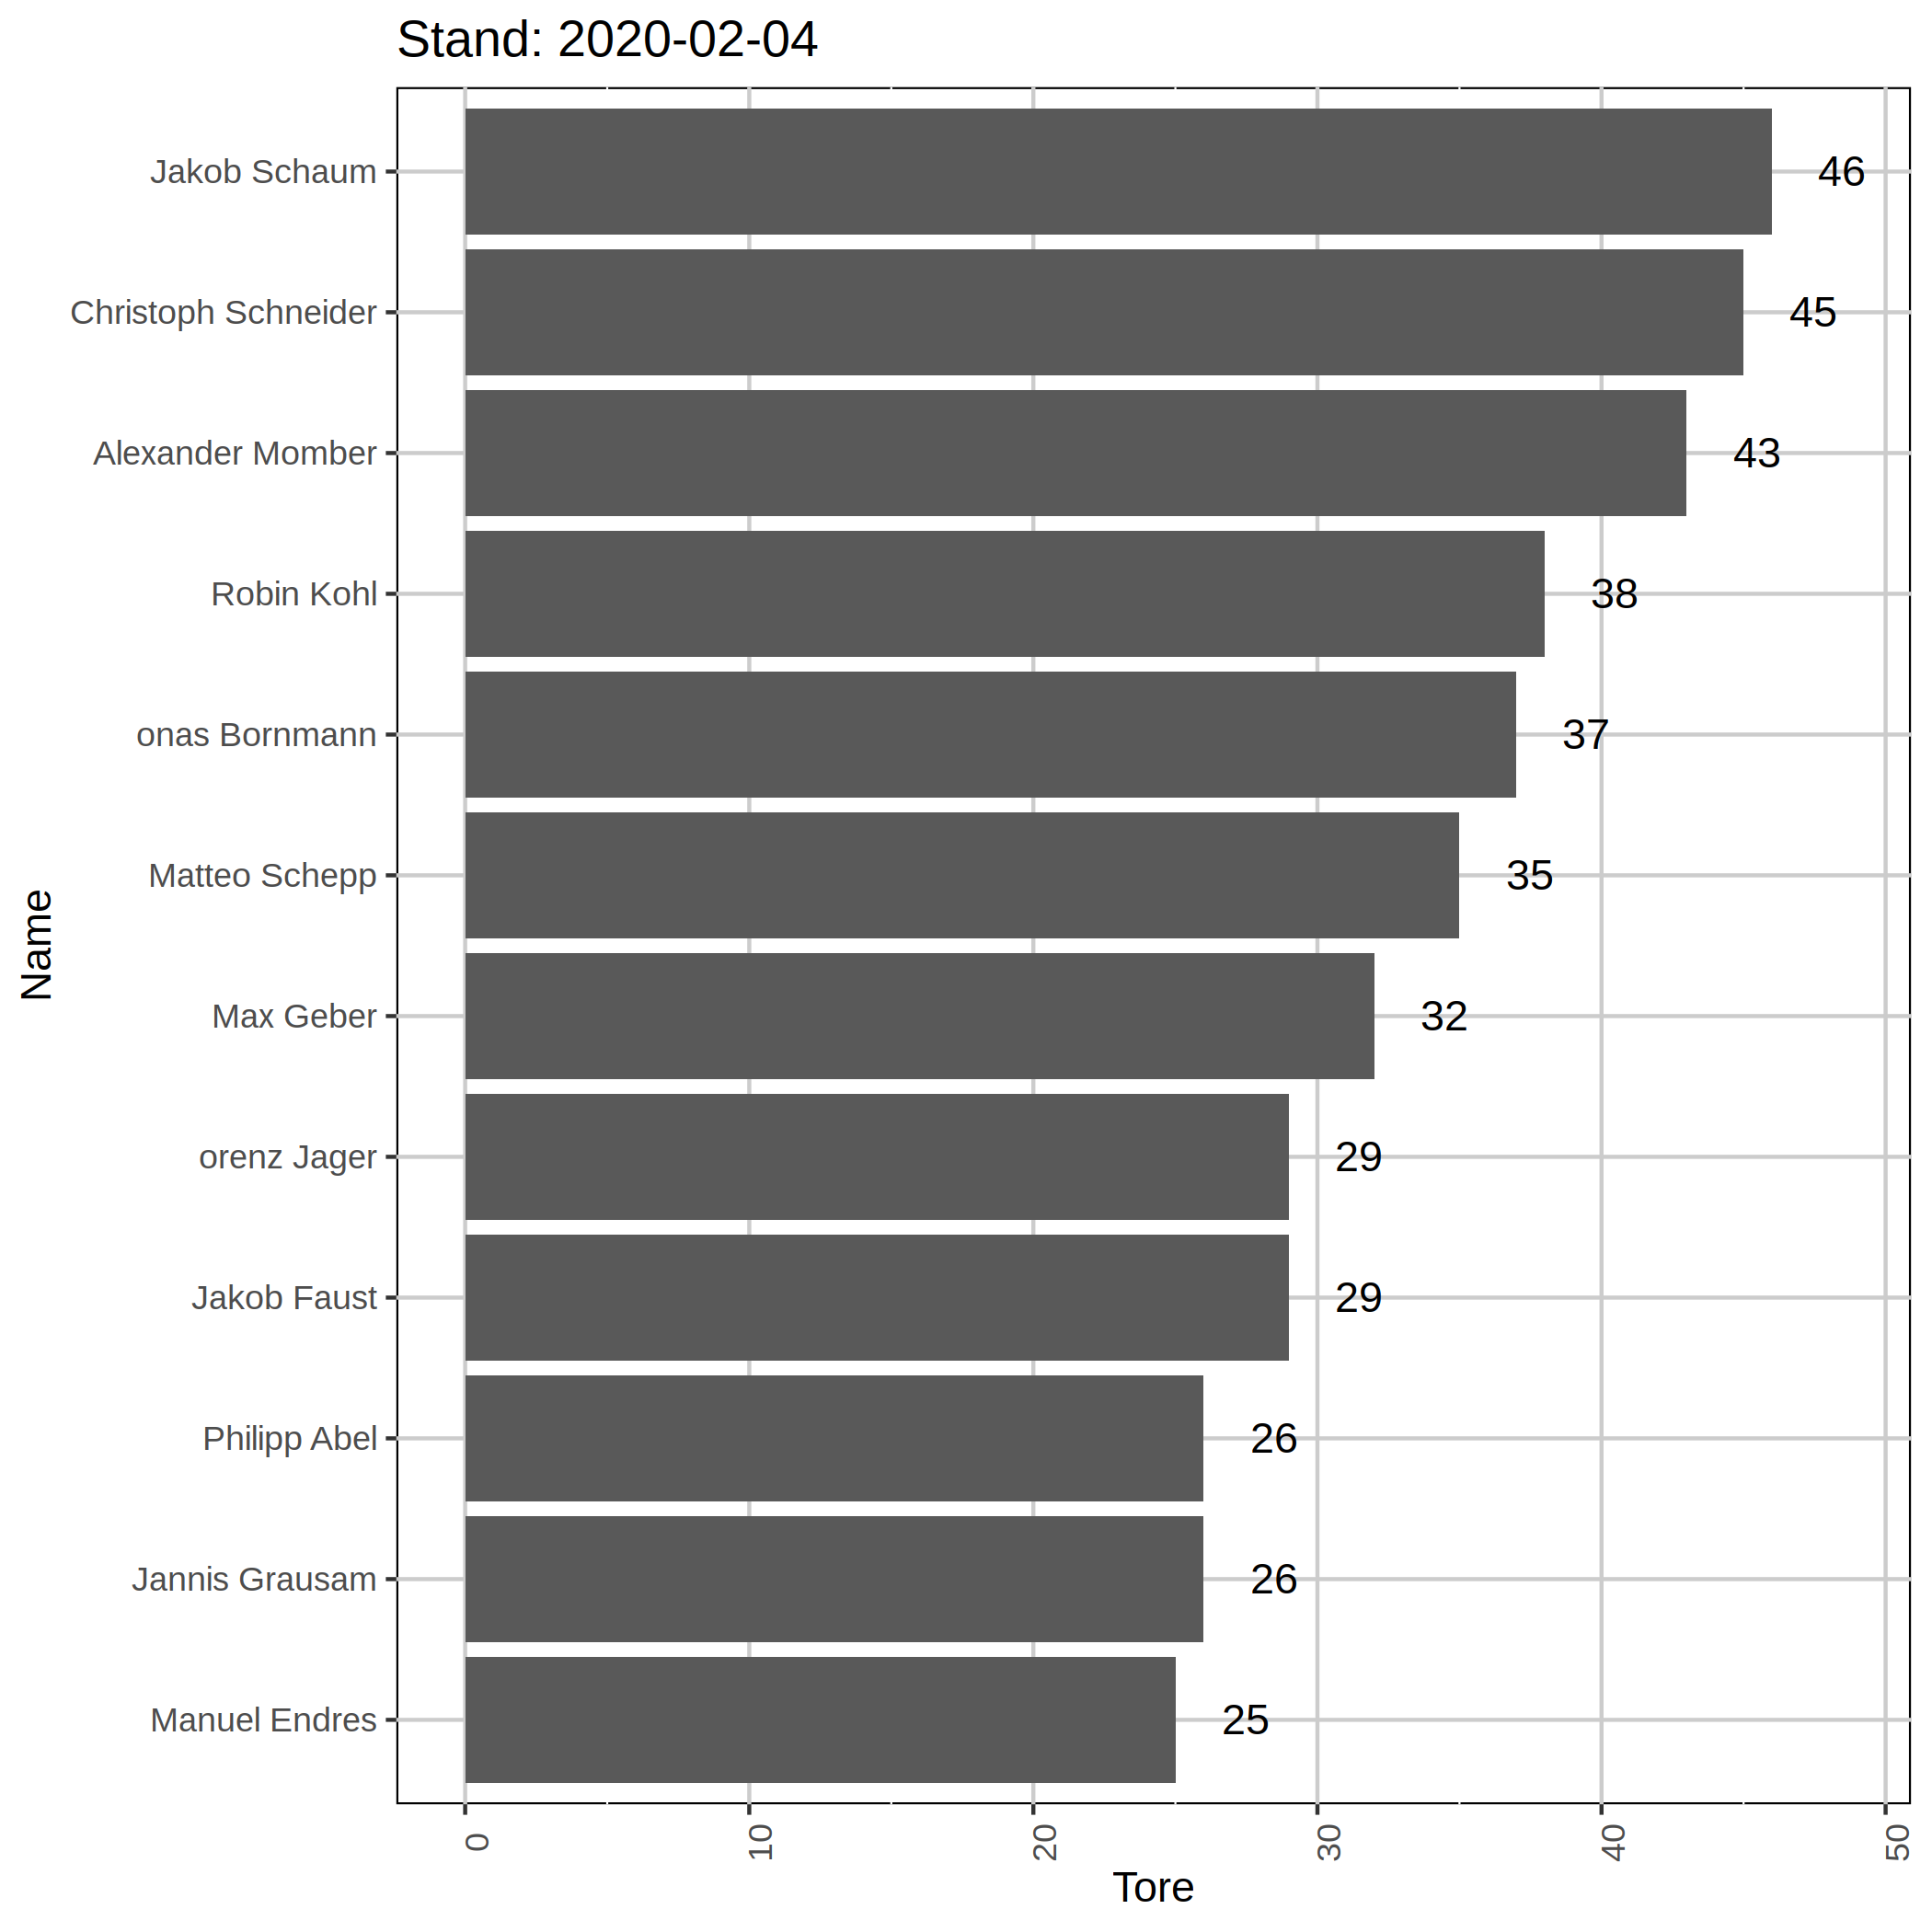 Stand: 2020-02-04
Jakob Schaum 46
Christoph Schneider 45
Alexander Momber 43
Robin Kohl 38
onas Bornmann 37
Matteo Schepp 35
Max Geber 32
orenz Jager 29
Jakob Faust 29
Philipp Abel 26
Jannis Grausam 26
Manuel Endres 25
Name
0 10 20 30 40 50
Tore